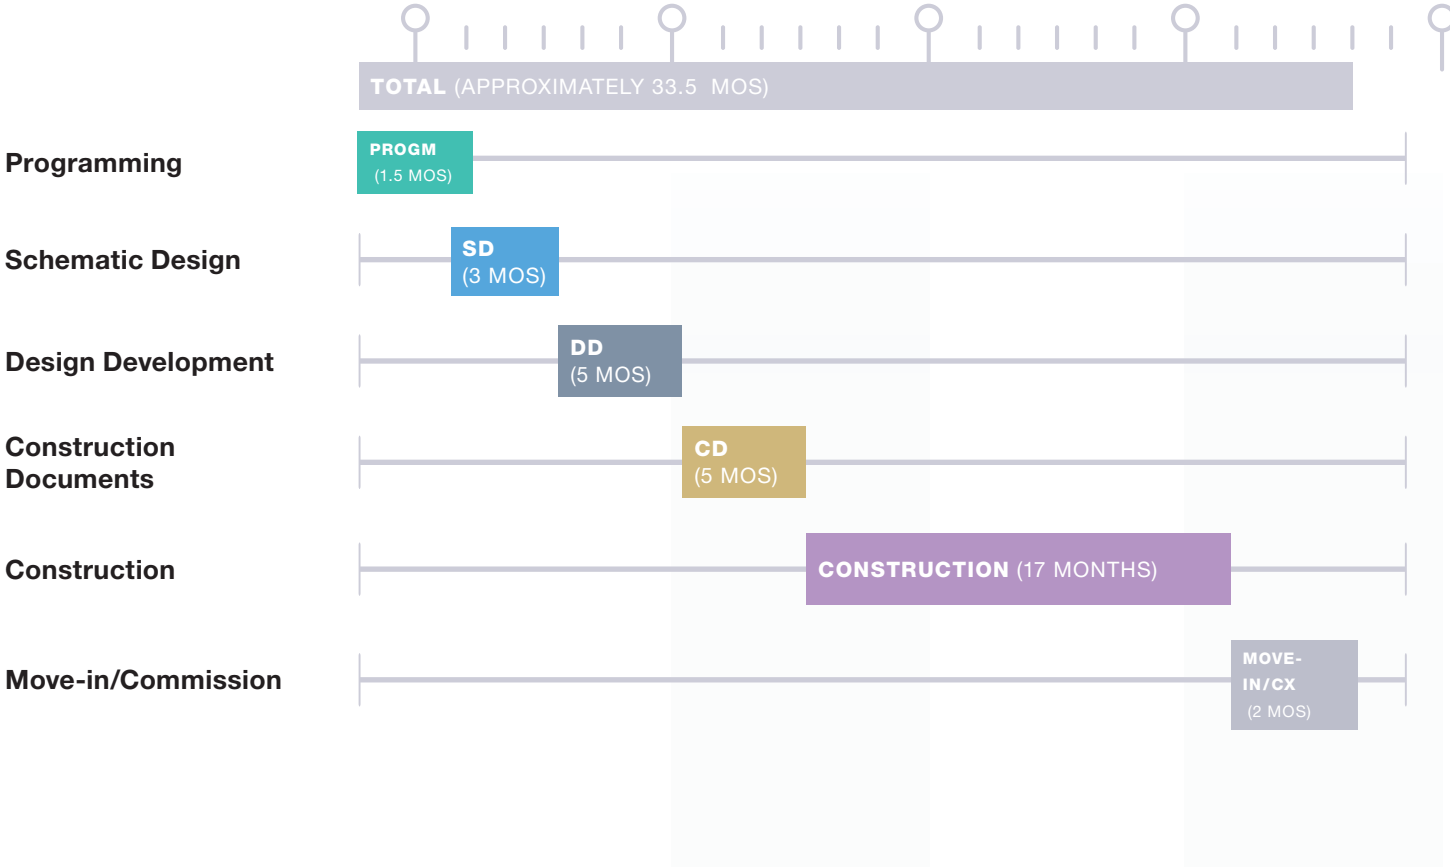 TOTAL (APPROXIMATELY 33.5 MOS)
Programming
PROGM
(1.5 MOS)
Schematic Design
SD
(3 MOS)
Design Development
DD
(5 MOS)
Construction
Documents
CD
(5 MOS)
Construction
CONSTRUCTION (17 MONTHS)
Move-in/Commission
MOVE-
IN/CX
(2 MOS)